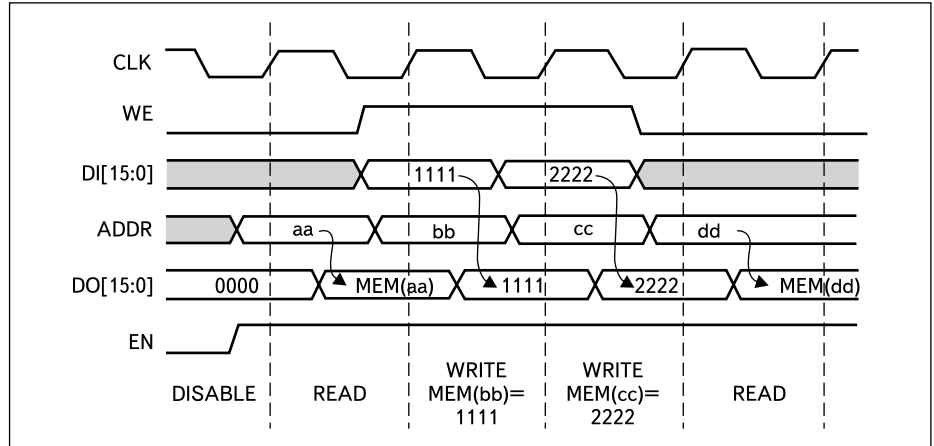 CLK
WE
DI[15:0] 1111 2222
ADDR aa bb cc dd
DO[15:0] 0000 MEM(aa) 1111 2222 MEM(dd)
EN
DISABLE READ WRITE MEM(bb)= 1111 WRITE MEM(cc)= 2222 READ